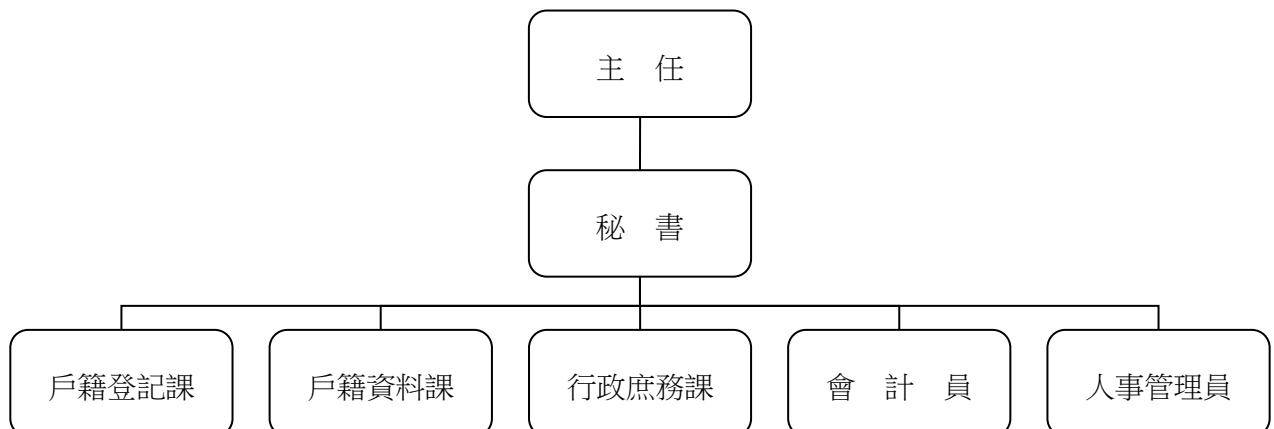 主　任
秘　書
戶籍登記課
戶籍資料課
行政庶務課
會　計　員
人事管理員